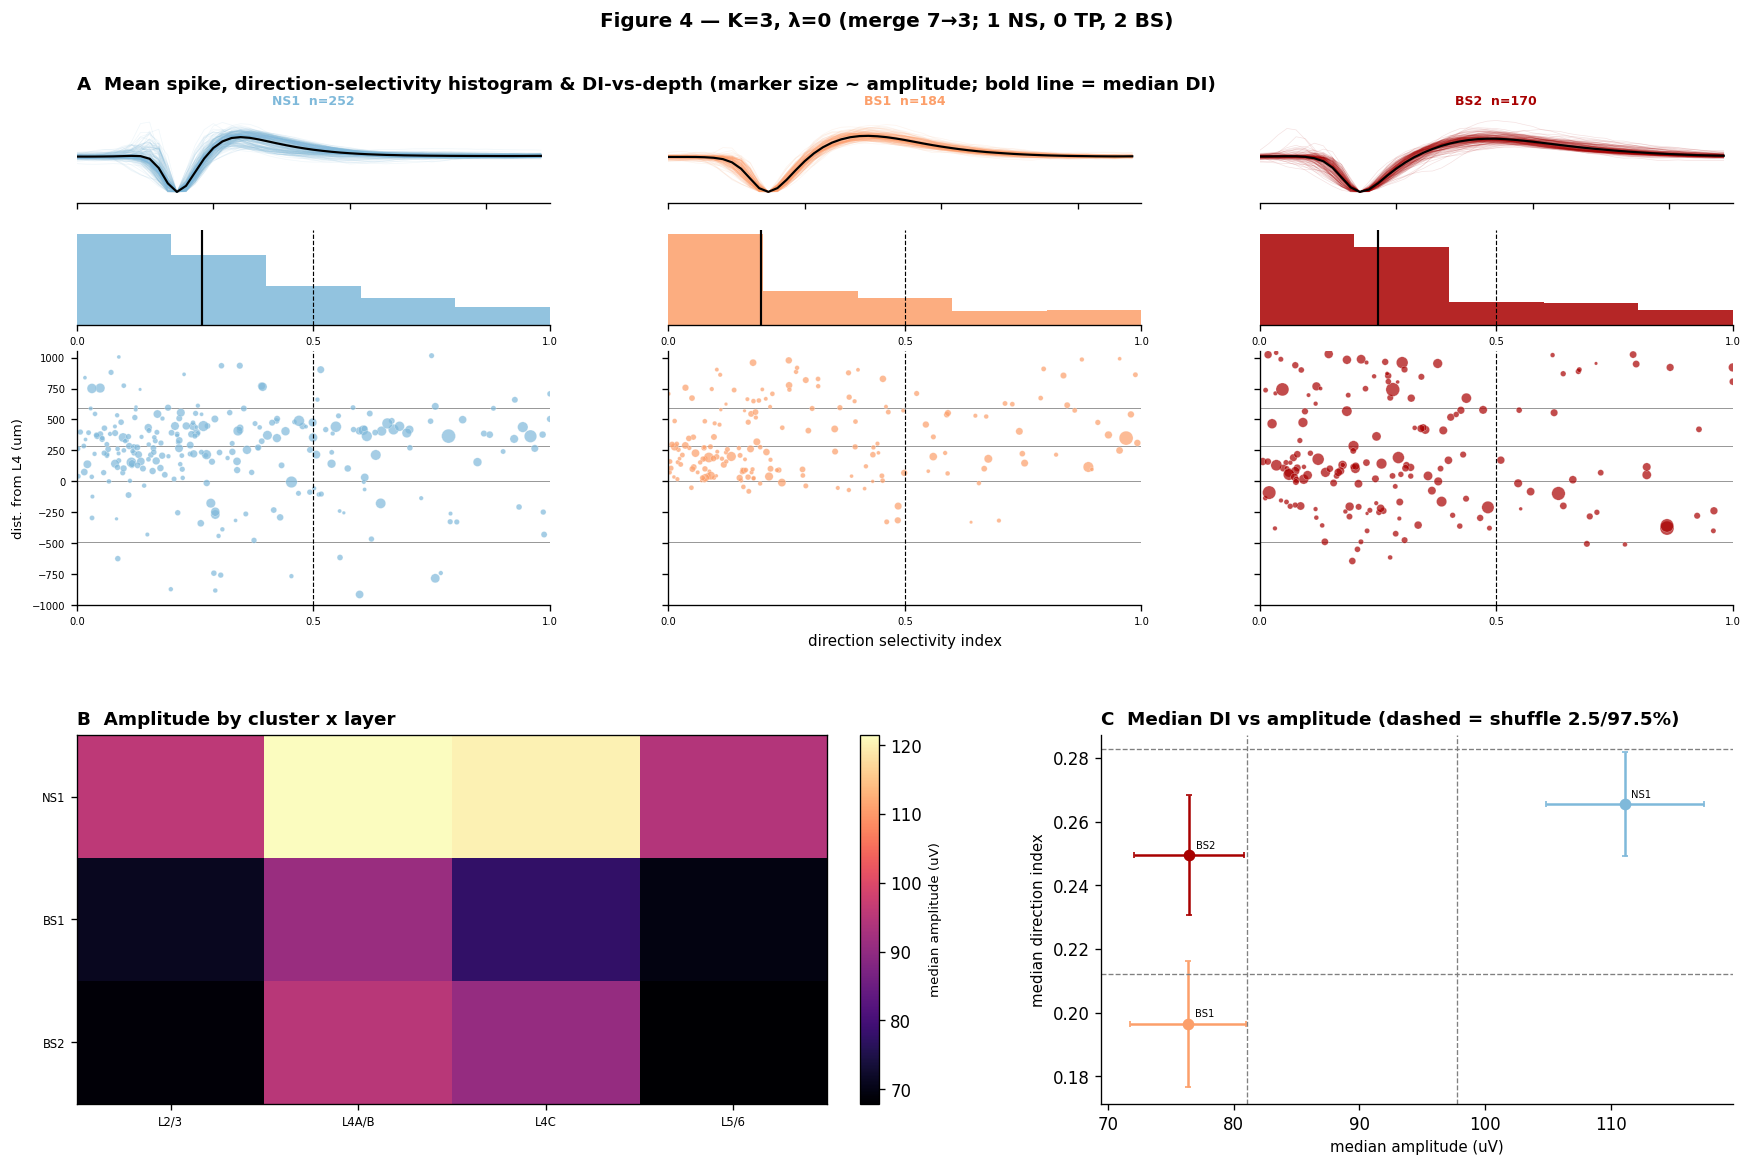 Figure 4 — K=3, λ=0 (merge 7→3; 1 NS, 0 TP, 2 BS)
A  Mean spike, direction-selectivity histogram & DI-vs-depth (marker size ~ amplitude; bold line = median DI)
NS1  n=252
BS1  n=184
BS2  n=170
0.0 0.5 1.0
0.0 0.5 1.0
0.0 0.5 1.0
dist. from L4 (um)
1000
750
500
250
0
−250
−500
−750
−1000
0.0 0.5 1.0
0.0 0.5 1.0
0.0 0.5 1.0
direction selectivity index
B  Amplitude by cluster x layer
NS1
BS1
BS2
L2/3 L4A/B L4C L5/6
120
110
100
90
80
70
median amplitude (uV)
C  Median DI vs amplitude (dashed = shuffle 2.5/97.5%)
median direction index
0.28
0.26
0.24
0.22
0.20
0.18
NS1
BS2
BS1
70 80 90 100 110
median amplitude (uV)